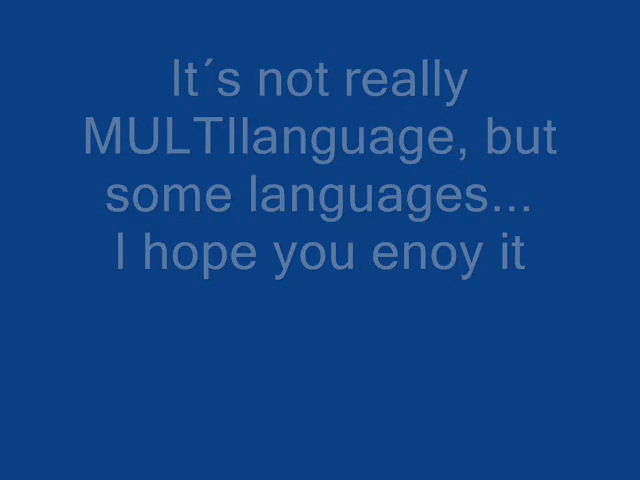 It´s not really
MULTIlanguage, but
some languages...
I hope you enoy it